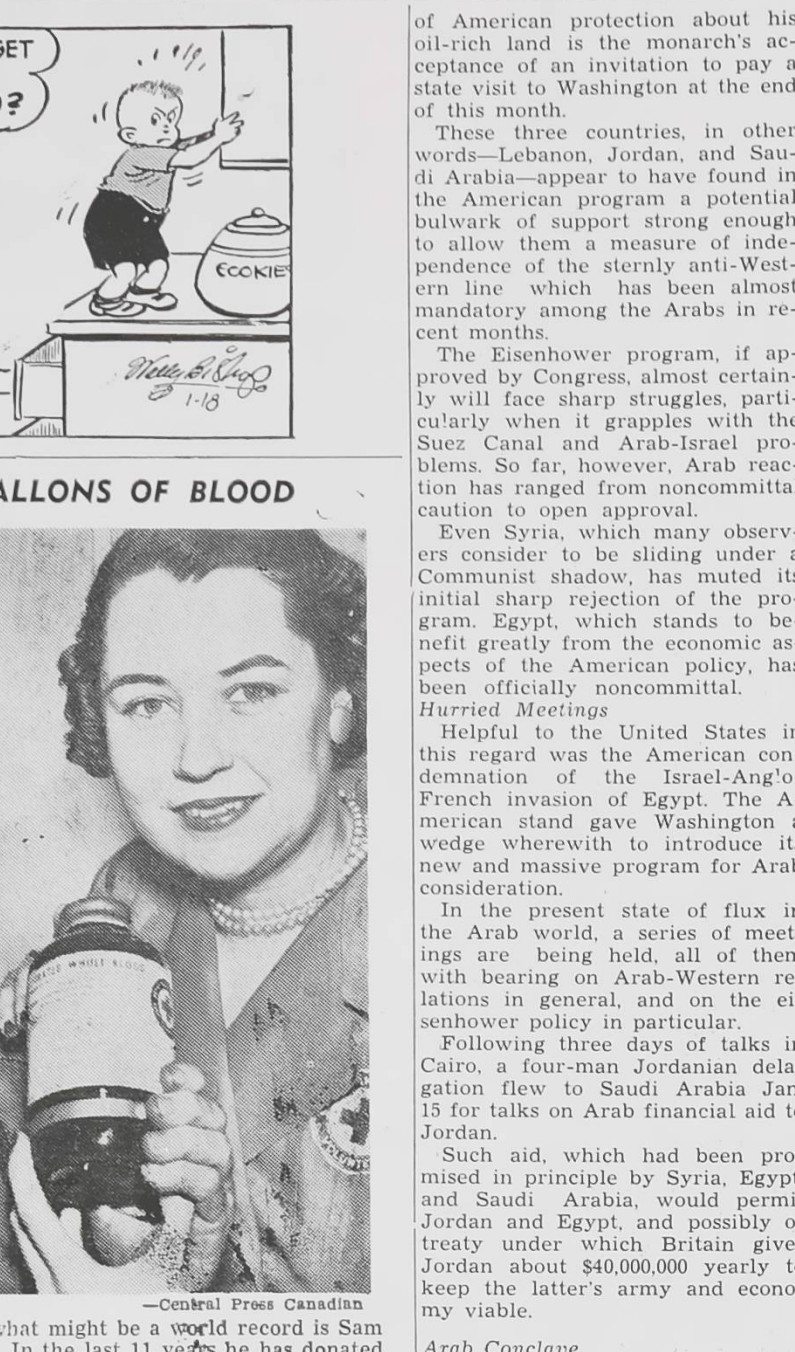 GET
?
COOKIES
1-18
ALLONS OF BLOOD
WHOLE BLOOD
—Central Press Canadian
what might be a world record is Sam
In the last 11 years he has donated
of American protection about his
oil-rich land is the monarch's ac-
ceptance of an invitation to pay a
state visit to Washington at the end
of this month.
These three countries, in other
words—Lebanon, Jordan, and Sau-
di Arabia—appear to have found in
the American program a potential
bulwark of support strong enough
to allow them a measure of inde-
pendence of the sternly anti-West-
ern line which has been almost
mandatory among the Arabs in re-
cent months.
The Eisenhower program, if ap-
proved by Congress, almost certain-
ly will face sharp struggles, parti-
cularly when it grapples with the
Suez Canal and Arab-Israel pro-
blems. So far, however, Arab reac-
tion has ranged from noncommitta
caution to open approval.
Even Syria, which many observ-
ers consider to be sliding under a
Communist shadow, has muted its
initial sharp rejection of the pro-
gram. Egypt, which stands to be-
nefit greatly from the economic as-
pects of the American policy, has
been officially noncommittal.
Hurried Meetings
Helpful to the United States in
this regard was the American con-
demnation of the Israel-Anglo-
French invasion of Egypt. The A-
merican stand gave Washington a
wedge wherewith to introduce it
new and massive program for Arab
consideration.
In the present state of flux in
the Arab world, a series of meet-
ings are being held, all of them
with bearing on Arab-Western re-
lations in general, and on the ei-
senhower policy in particular.
Following three days of talks in
Cairo, a four-man Jordanian dela-
gation flew to Saudi Arabia Jan
15 for talks on Arab financial aid to
Jordan.
Such aid, which had been pro-
mised in principle by Syria, Egypt
and Saudi Arabia, would permi
Jordan and Egypt, and possibly o
treaty under which Britain give
Jordan about $40,000,000 yearly to
keep the latter's army and econo-
my viable.
Arab Conclave